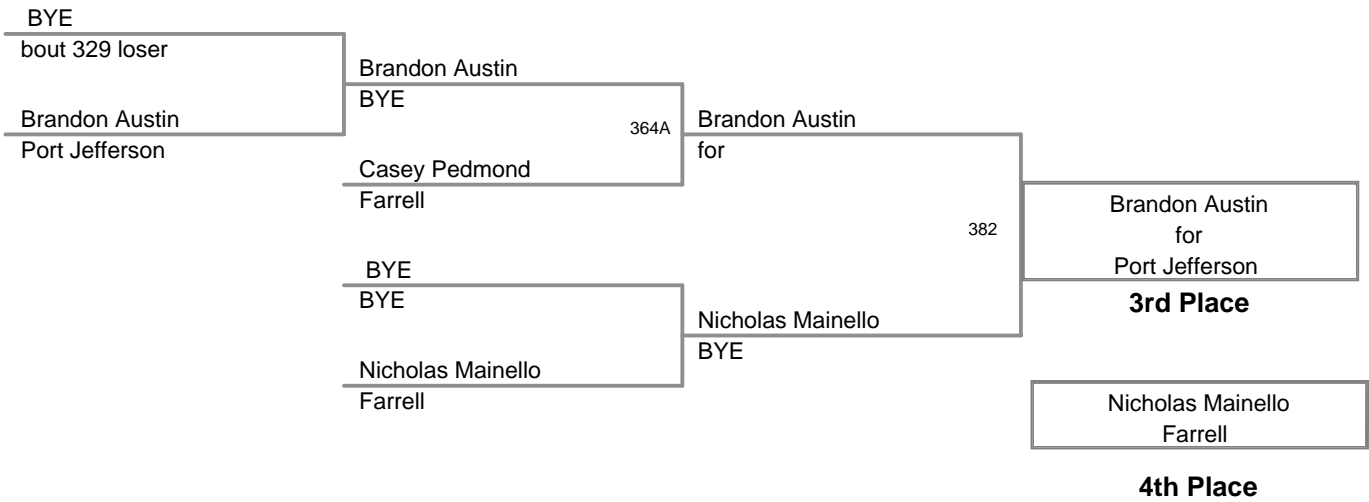 BYE
bout 329 loser
Brandon Austin
BYE
Brandon Austin
Port Jefferson
364A
Brandon Austin
for
Casey Pedmond
Farrell
Brandon Austin
for
Port Jefferson
382
3rd Place
BYE
BYE
Nicholas Mainello
BYE
Nicholas Mainello
Farrell
Nicholas Mainello
Farrell
4th Place